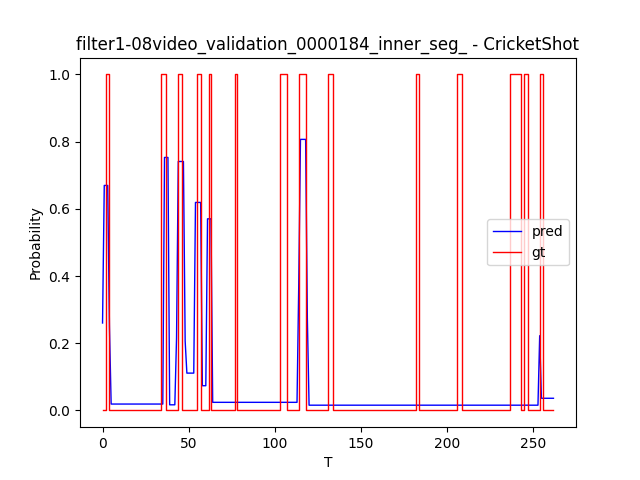 filter1-08video_validation_0000184_inner_seg_ - CricketShot
1.0
0.8
0.6
0.4
0.2
0.0
Probability
pred
gt
0 50 100 150 200 250
T